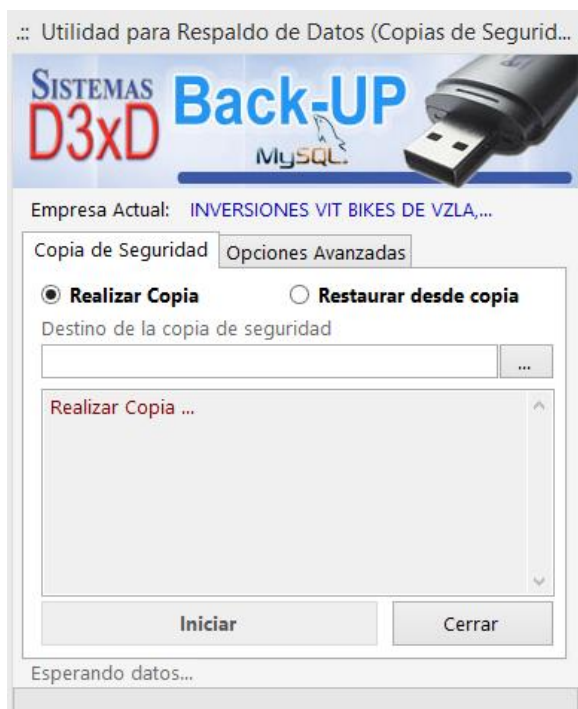 .:: Utilidad para Respaldo de Datos (Copias de Segurid...
SISTEMAS
D3xD
Back-UP
MySQL.
Empresa Actual: INVERSIONES VIT BIKES DE VZLA,...
Copia de Seguridad Opciones Avanzadas
Realizar Copia Restaurar desde copia
Destino de la copia de seguridad
...
Realizar Copia ...
Iniciar Cerrar
Esperando datos...